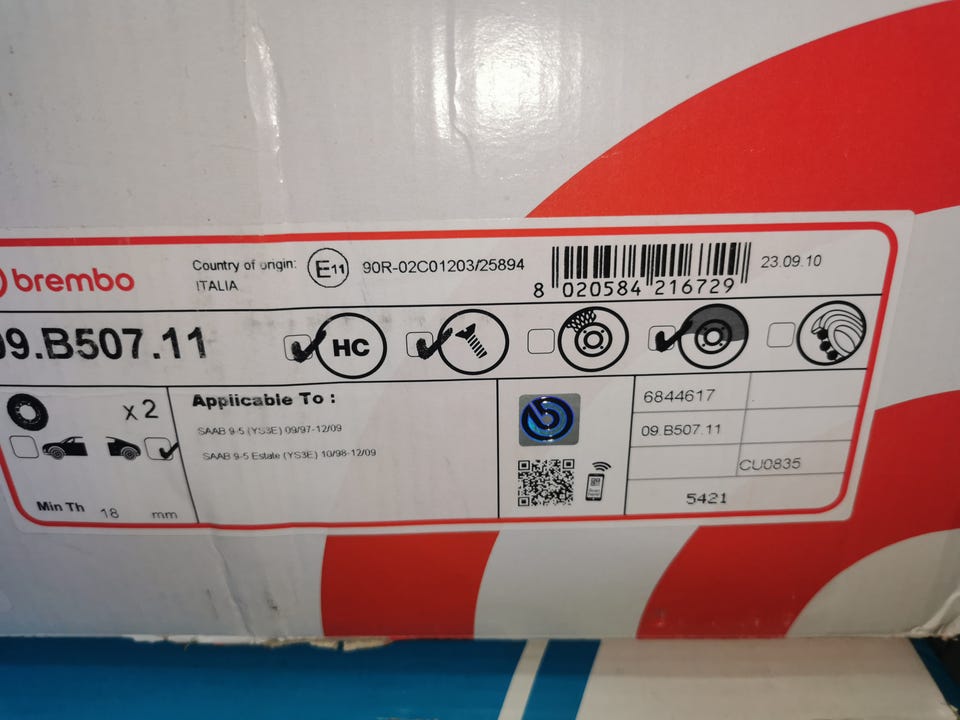 brembo
Country of origin:
ITALIA
E11
90R-02C01203/25894
8 020584 216729
23.09.10
09.B507.11
HC
x2
Min Th 18 mm
Applicable To :
SAAB 9-5 (YS3E) 09/97-12/09
SAAB 9-5 Estate (YS3E) 10/98-12/09
6844617
09.B507.11
CU0835
5421